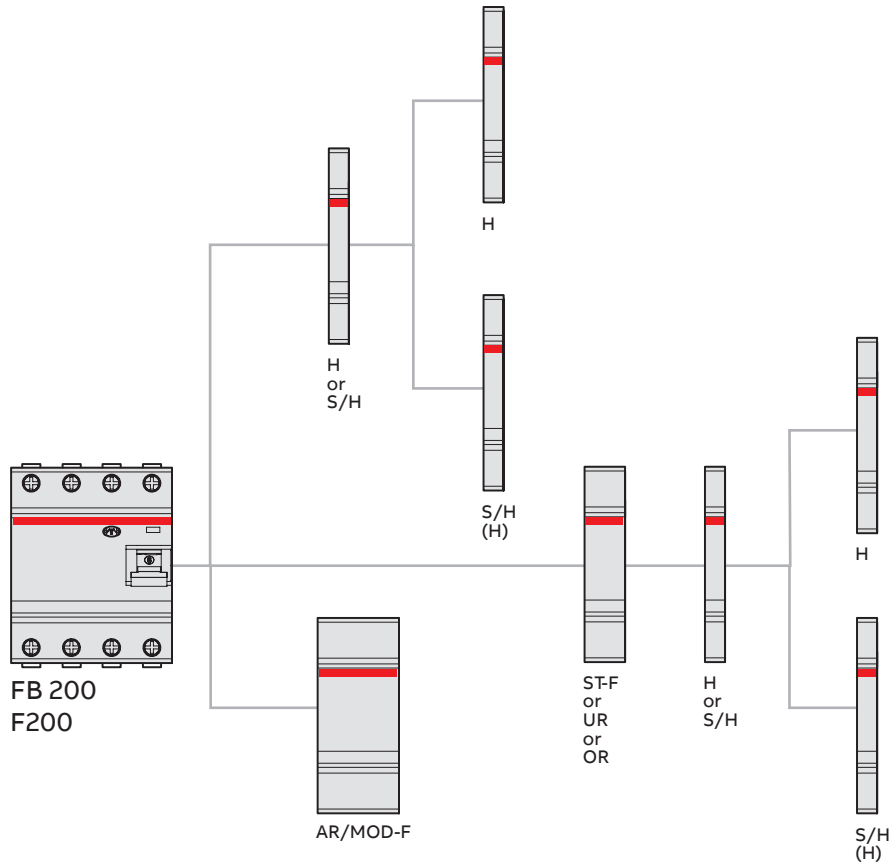 H
H
or
S/H
S/H
(H)
H
FB 200
F200
ST-F
or
UR
or
OR
H
or
S/H
AR/MOD-F
S/H
(H)